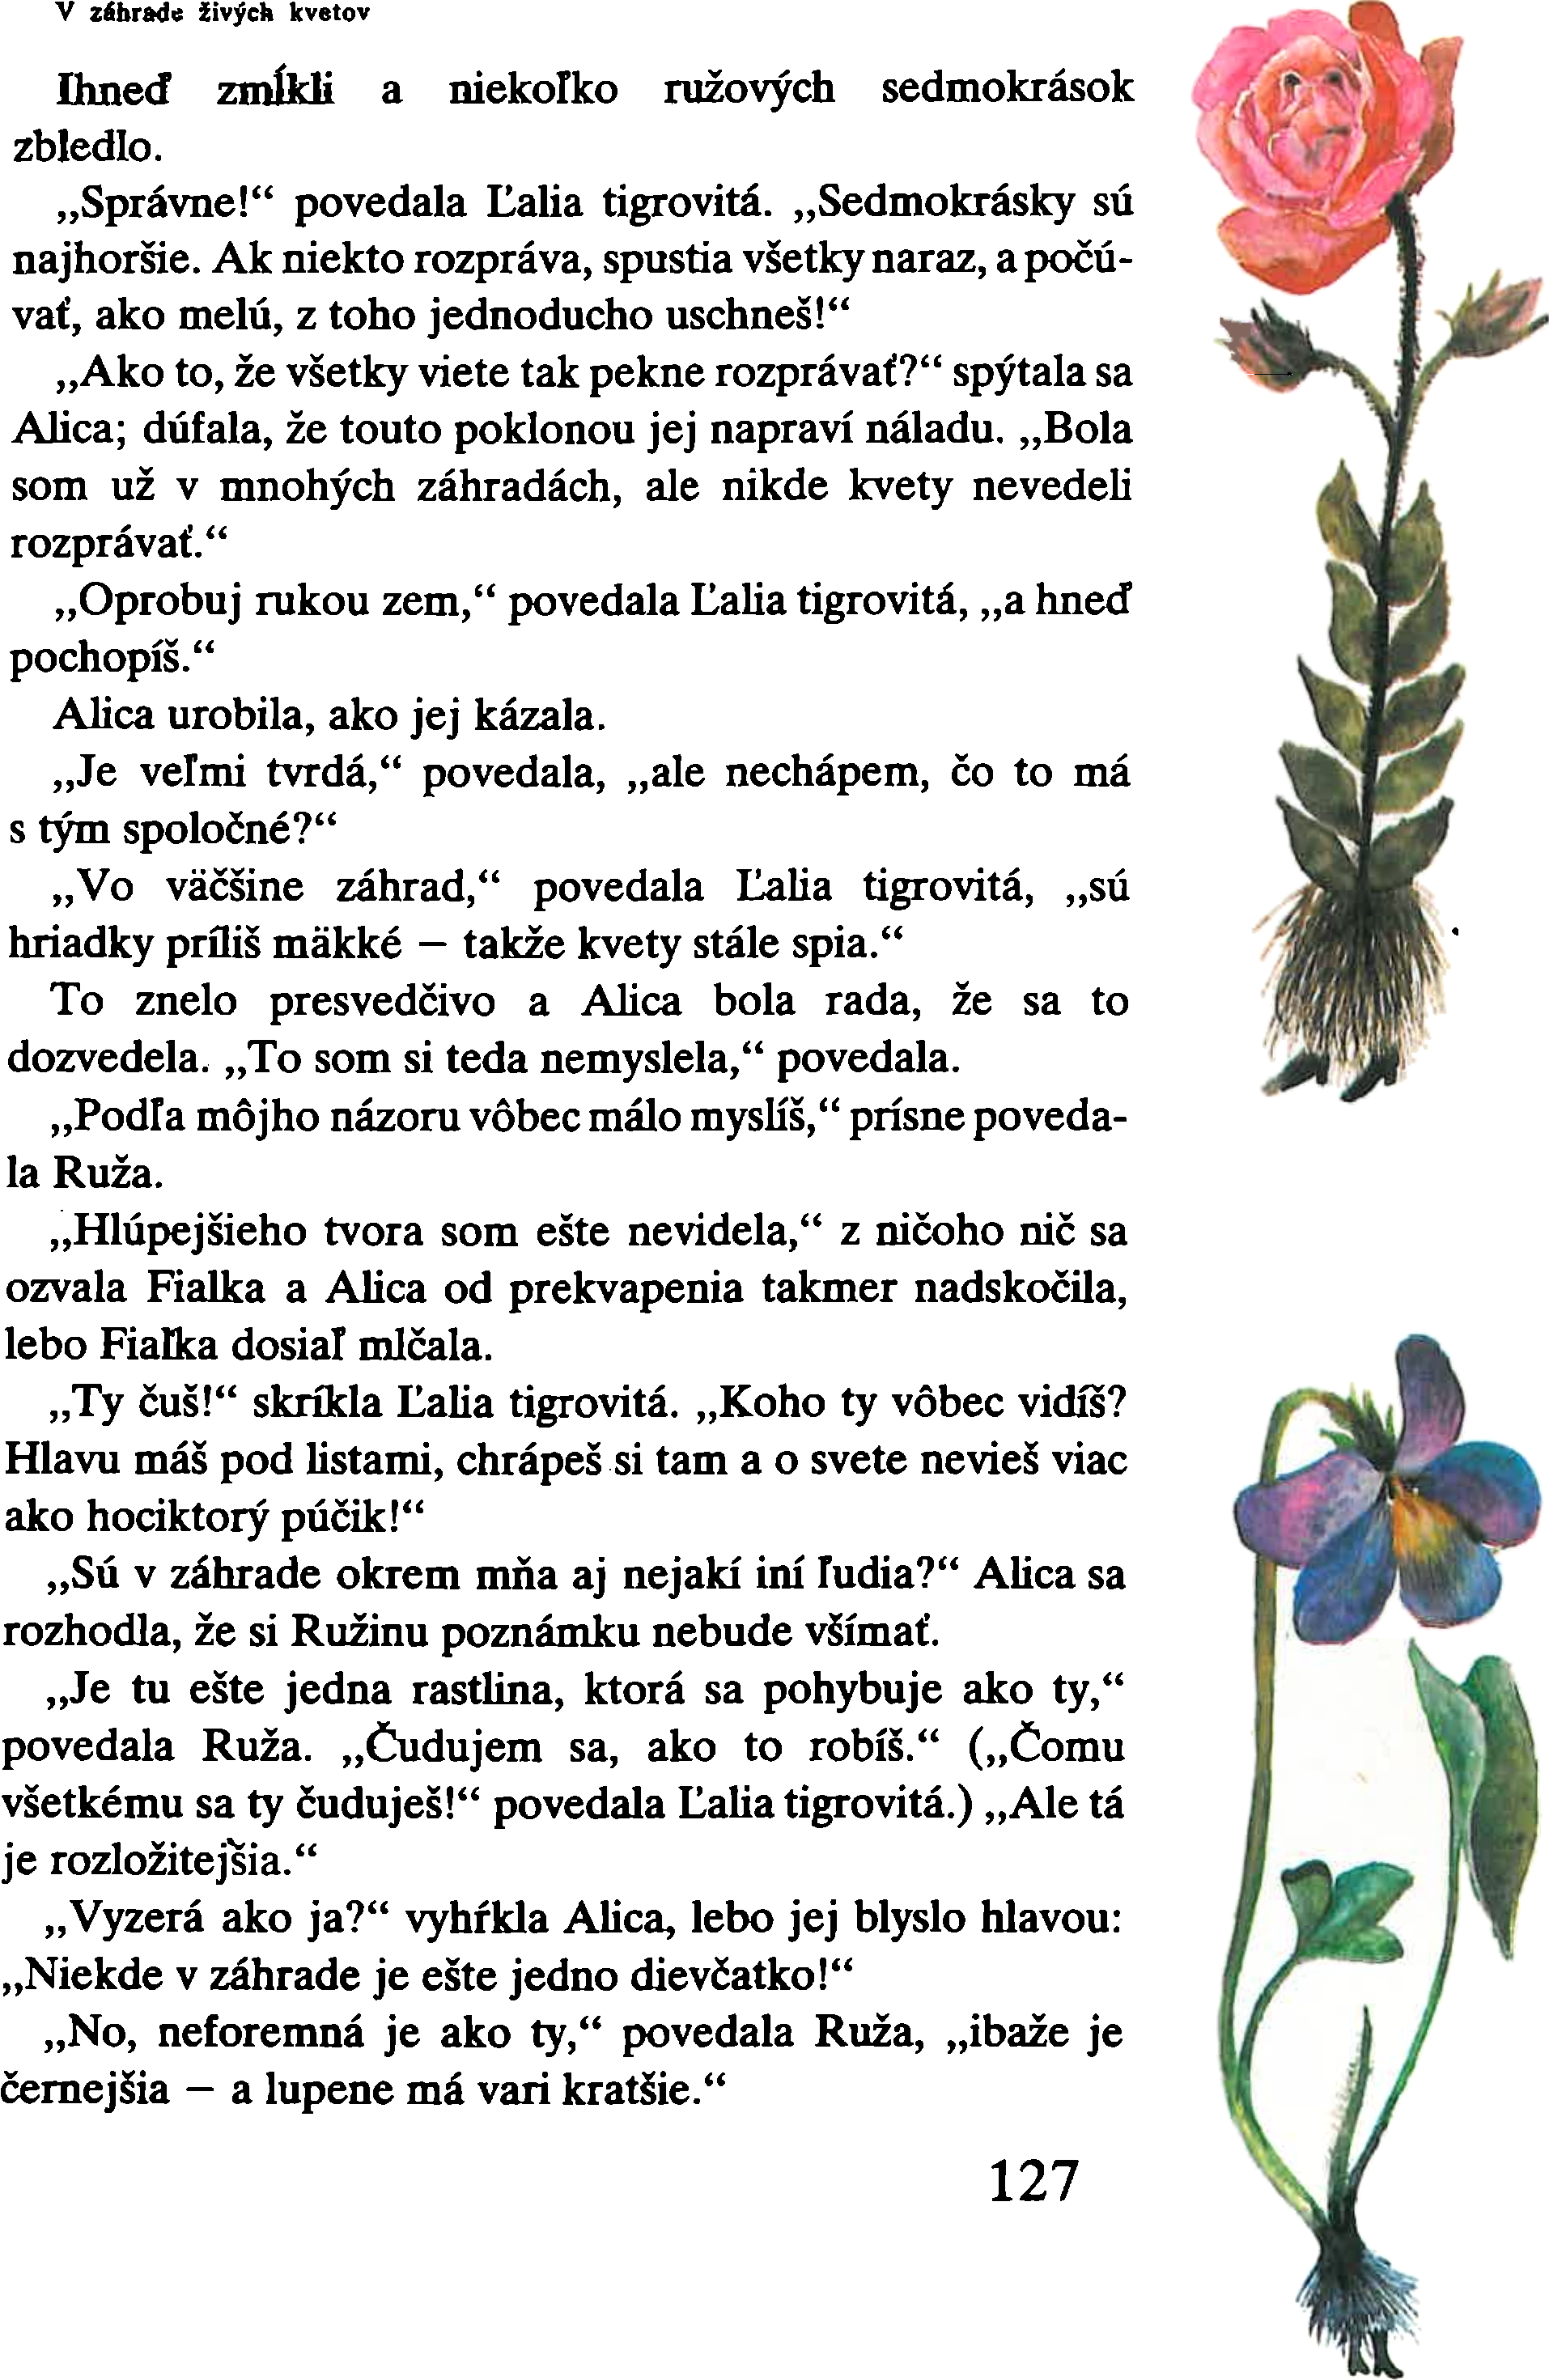 V záhrade živých kvetov
Ihneď zmĺkli a niekoľko ružových sedmokrások
zbledlo.
„Správne!“ povedala Ľalia tigrovitá. „Sedmokrásky sú
najhoršie. Ak niekto rozpráva, spustia všetky naraz, a počú-
vať, ako melú, z toho jednoducho uschneš!“
„Ako to, že všetky viete tak pekne rozprávať?“ spýtala sa
Alica; dúfala, že touto poklonou jej napraví náladu. „Bola
som už v mnohých záhradách, ale nikde kvety nevedeli
rozprávať.“
„Oprobuj rukou zem,“ povedala Ľalia tigrovitá, „a hneď
pochopíš.“
Alica urobila, ako jej kázala.
„Je veľmi tvrdá,“ povedala, „ale nechápem, čo to má
s tým spoločné?“
„Vo väčšine záhrad,“ povedala Ľalia tigrovitá, „sú
hriadky príliš mäkké — takže kvety stále spia.“
To znelo presvedčivo a Alica bola rada, že sa to
dozvedela. „To som si teda nemyslela,“ povedala.
„Podľa môjho názoru vôbec málo myslíš,“ prísne poveda-
la Ruža.
„Hlúpejšieho tvora som ešte nevidela,“ z ničoho nič sa
ozvala Fialka a Alica od prekvapenia takmer nadskočila,
lebo Fiaľka dosiaľ mlčala.
„Ty čuš!“ skríkla Ľalia tigrovitá. „Koho ty vôbec vidíš?
Hlavu máš pod listami, chrápeš si tam a o svete nevieš viac
ako hociktorý púčik!“
„Sú v záhrade okrem mňa aj nejakí iní ľudia?“ Alica sa
rozhodla, že si Ružinu poznámku nebude všímať.
„Je tu ešte jedna rastlina, ktorá sa pohybuje ako ty,“
povedala Ruža. „Čudujem sa, ako to robíš.“ („Čomu
všetkému sa ty čuduješ!“ povedala Ľalia tigrovitá.) „Ale tá
je rozložitejšia.“
„Vyzerá ako ja?“ vyhŕkla Alica, lebo jej blyslo hlavou:
„Niekde v záhrade je ešte jedno dievčatko!“
„No, neforemná je ako ty,“ povedala Ruža, „ibaže je
černejšia — a lupene má vari kratšie.“
127